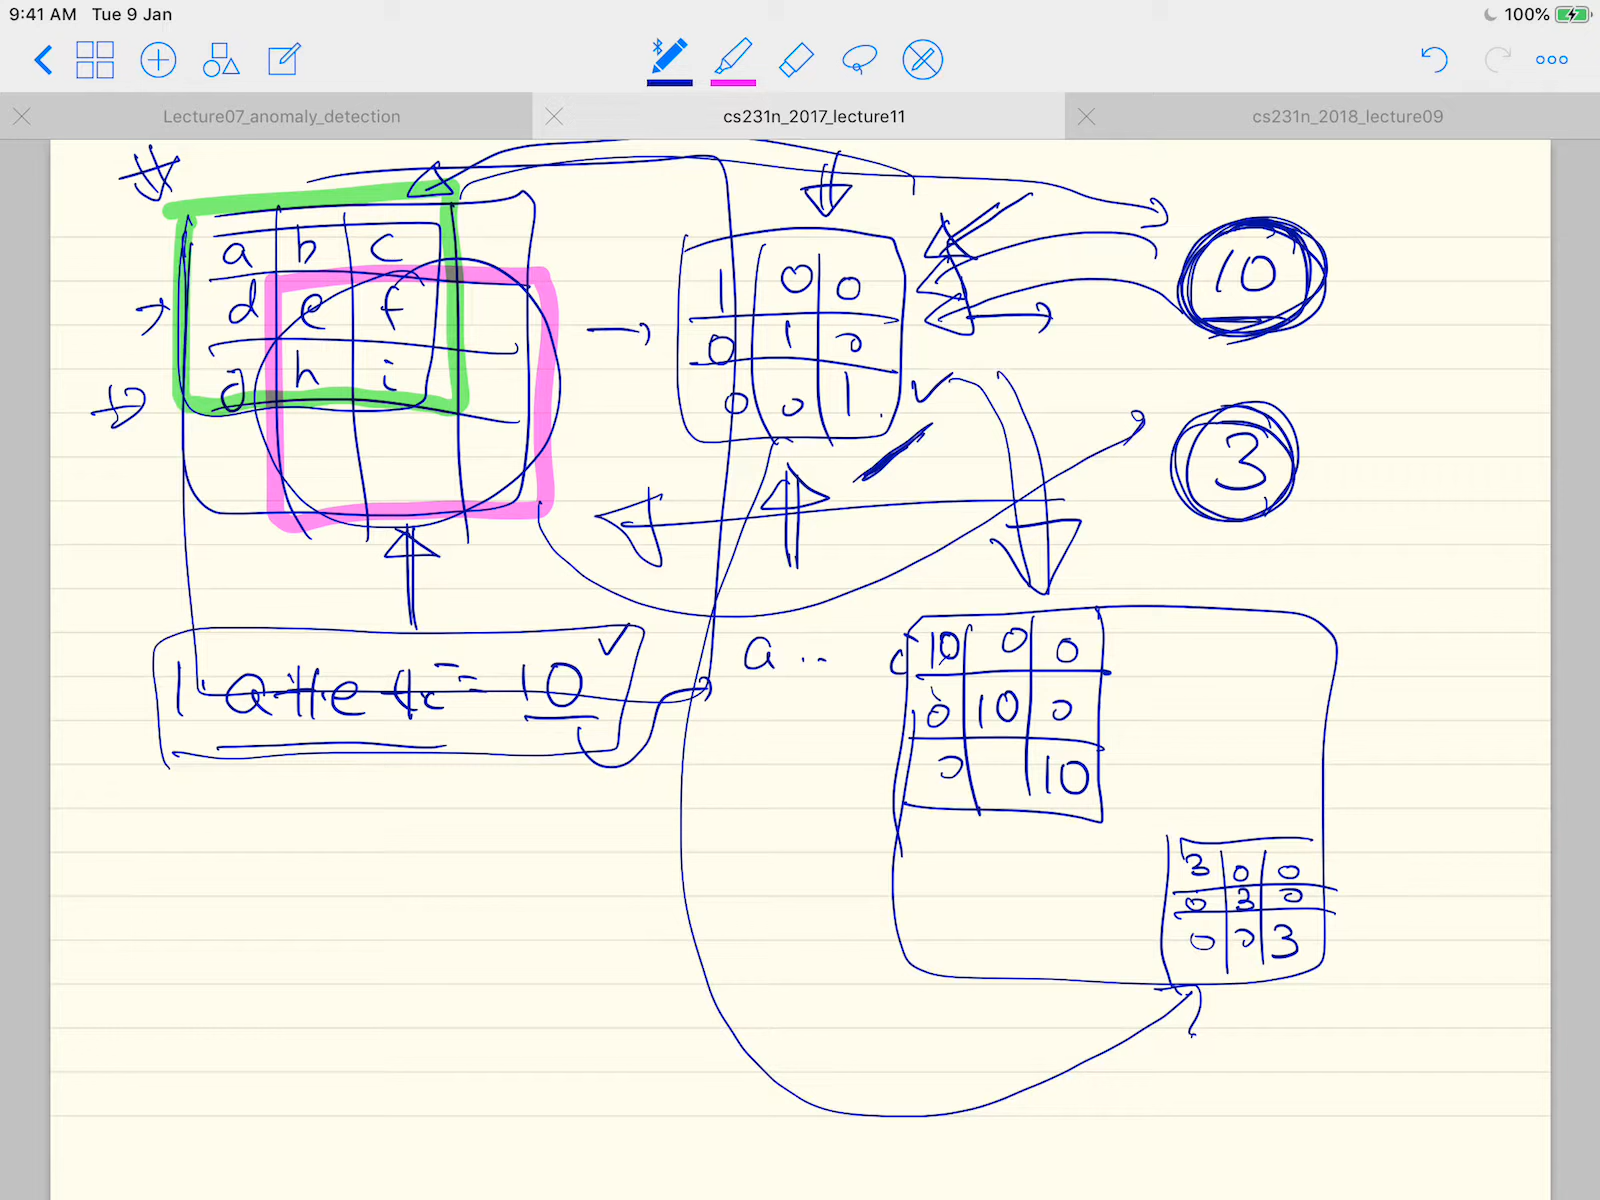 9:41 AM Tue 9 Jan
100%
Lecture07_anomaly_detection
cs231n_2017_lecture11
cs231n_2018_lecture09
a b c
d e f
g h i
1 0 0
0 1 0
0 0 1
10
3
a+e+i = 10
a ..
10 0 0
0 10 0
0 10
3 0 0
0 3 0
0 0 3